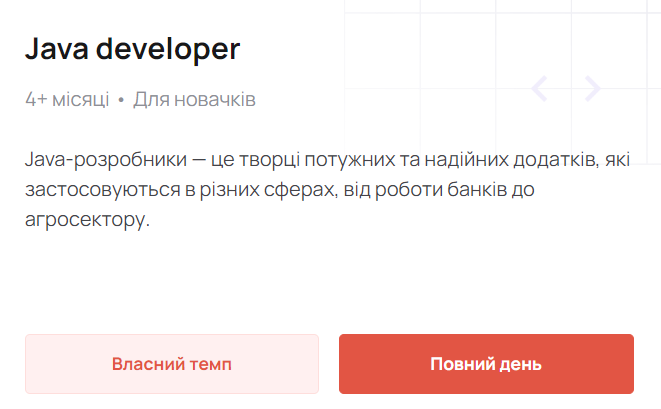 Java developer
4+ місяці • Для новачків
Java-розробники — це творці потужних та надійних додатків, які
застосовуються в різних сферах, від роботи банків до
агросектору.
Власний темп
Повний день